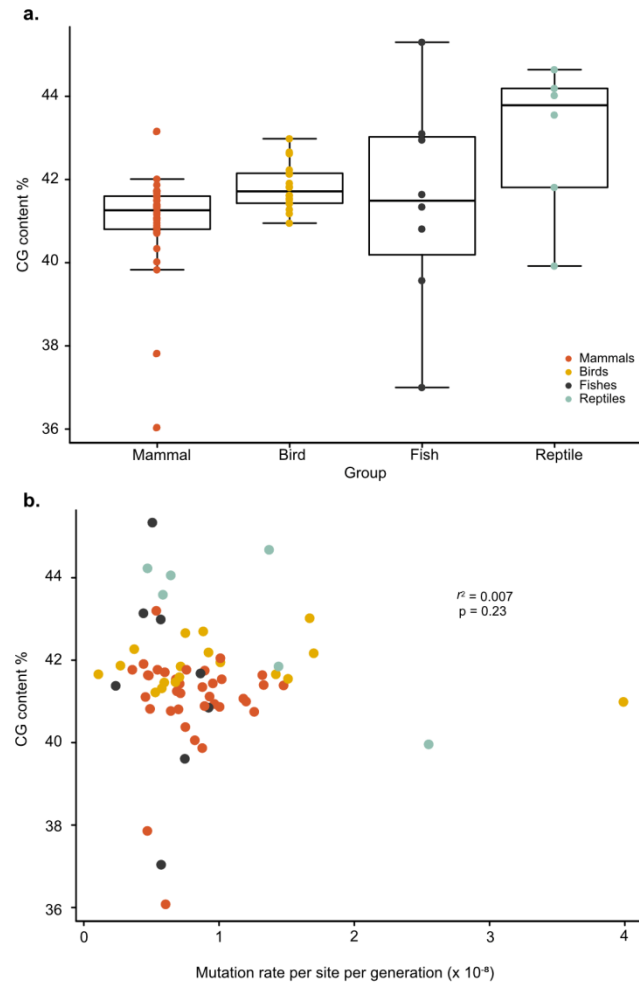 a.
CG content %
44
42
40
38
36
Mammals
Birds
Fishes
Reptiles
Mammal Bird Fish Reptile
Group
b.
CG content %
44
42
40
38
36
r² = 0.007
p = 0.23
0 1 2 3 4
Mutation rate per site per generation (x 10⁻⁸)